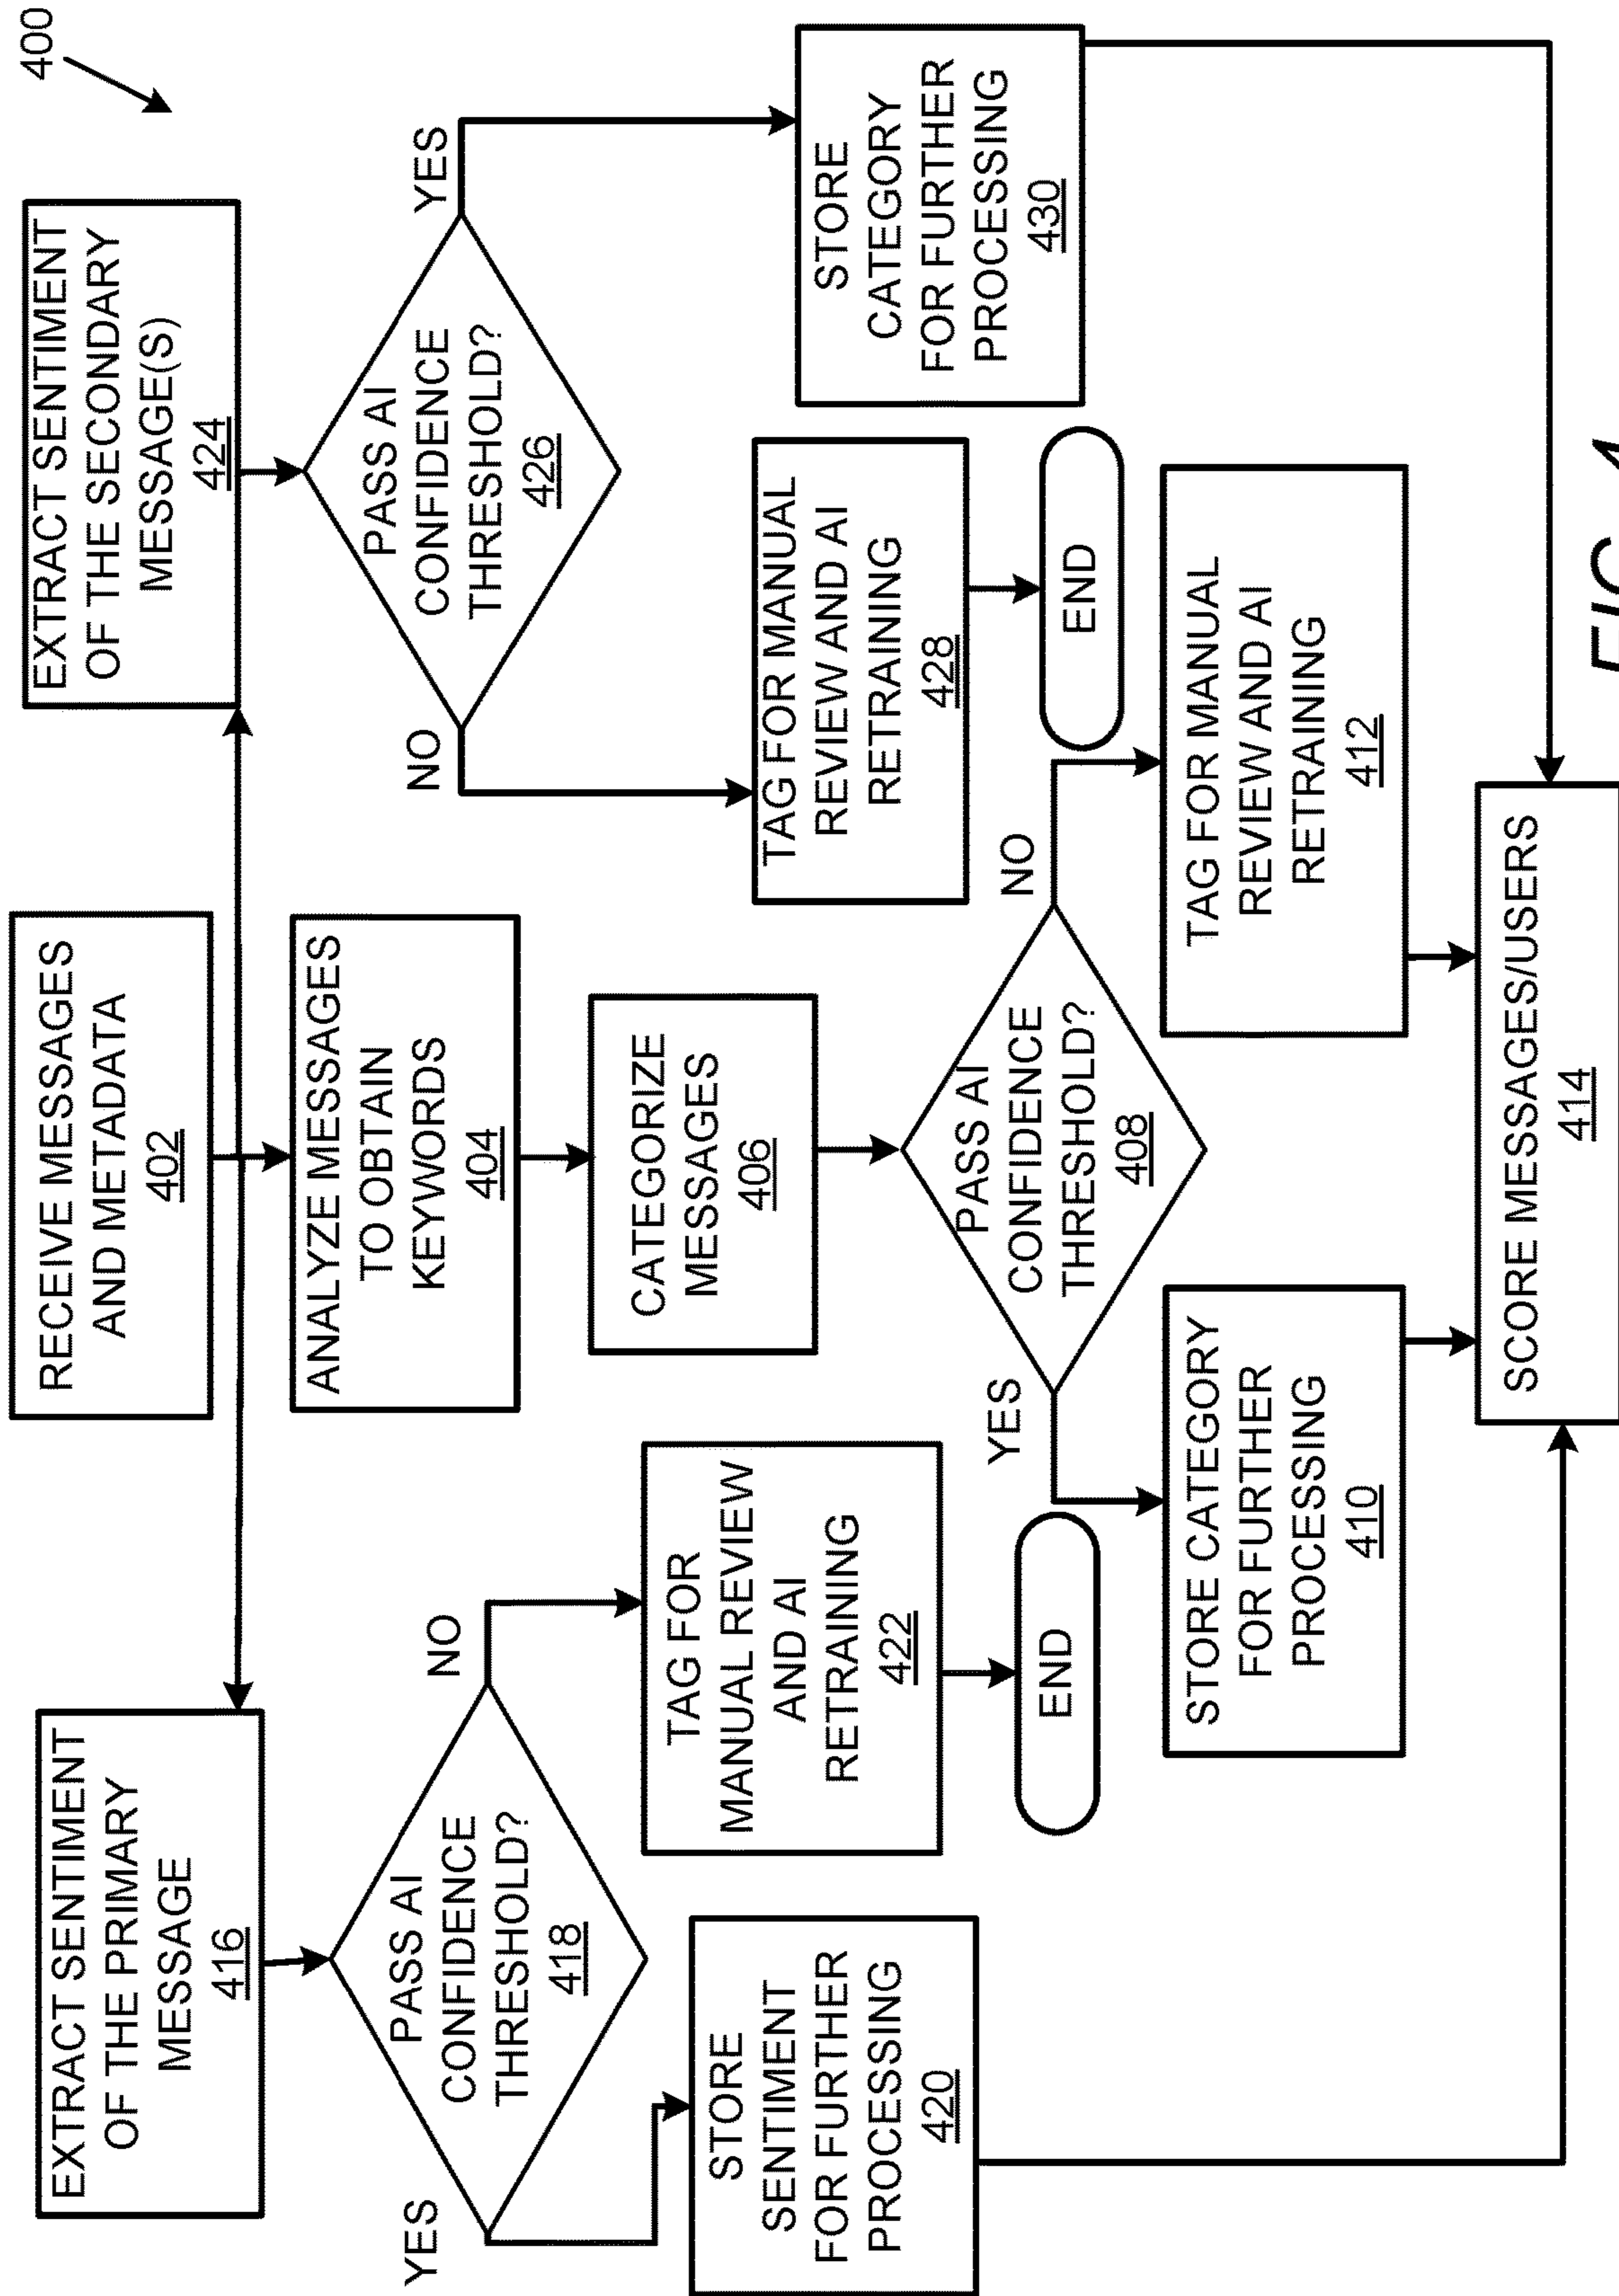 400
EXTRACT SENTIMENT
OF THE PRIMARY
MESSAGE
416
RECEIVE MESSAGES
AND METADATA
402
EXTRACT SENTIMENT
OF THE SECONDARY
MESSAGE(S)
424
ANALYZE MESSAGES
TO OBTAIN
KEYWORDS
404
PASS AI
CONFIDENCE
THRESHOLD?
418
YES
NO
CATEGORIZE
MESSAGES
406
PASS AI
CONFIDENCE
THRESHOLD?
426
NO
YES
STORE
SENTIMENT
FOR FURTHER
PROCESSING
420
TAG FOR
MANUAL REVIEW
AND AI
RETRAINING
422
END
PASS AI
CONFIDENCE
THRESHOLD?
408
YES
NO
TAG FOR MANUAL
REVIEW AND AI
RETRAINING
428
END
STORE
CATEGORY
FOR FURTHER
PROCESSING
430
STORE CATEGORY
FOR FURTHER
PROCESSING
410
TAG FOR MANUAL
REVIEW AND AI
RETRAINING
412
SCORE MESSAGES/USERS
414
FIG. 4